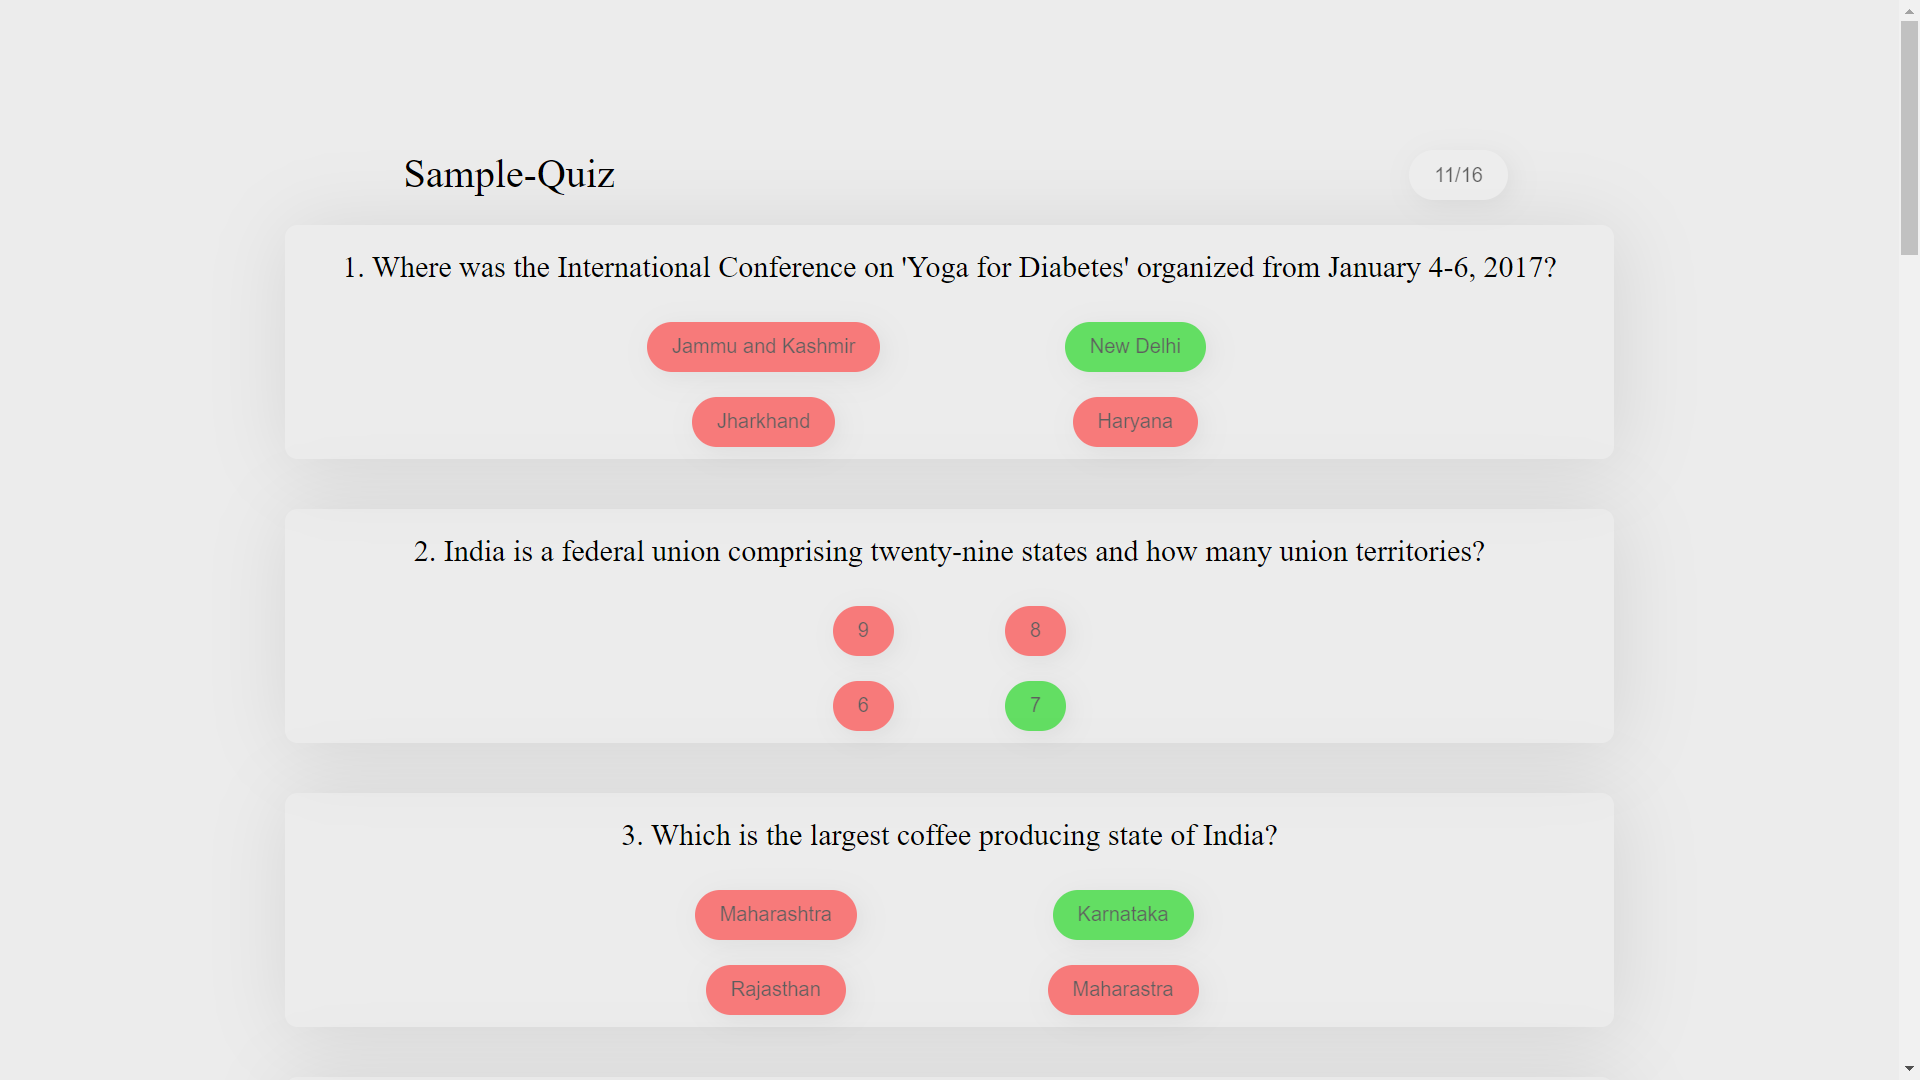 Sample-Quiz
11/16
1. Where was the International Conference on 'Yoga for Diabetes' organized from January 4-6, 2017?
Jammu and Kashmir
New Delhi
Jharkhand
Haryana
2. India is a federal union comprising twenty-nine states and how many union territories?
9
8
6
7
3. Which is the largest coffee producing state of India?
Maharashtra
Karnataka
Rajasthan
Maharastra